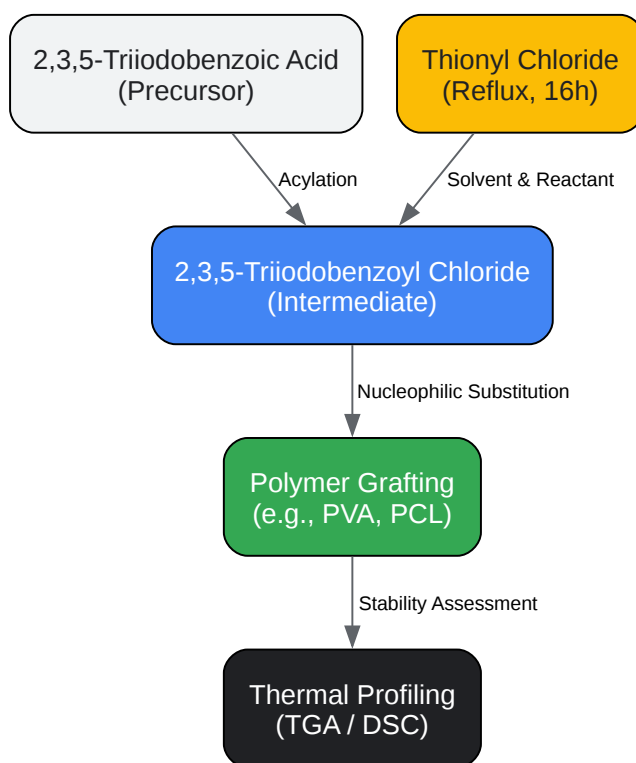 2,3,5-Triiodobenzoic Acid
(Precursor)
Thionyl Chloride
(Reflux, 16h)
Acylation
Solvent & Reactant
2,3,5-Triiodobenzoyl Chloride
(Intermediate)
Nucleophilic Substitution
Polymer Grafting
(e.g., PVA, PCL)
Stability Assessment
Thermal Profiling
(TGA / DSC)